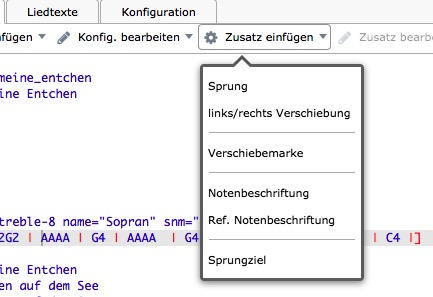 Liedtexte Konfiguration
nfügen Konfig. bearbeiten Zusatz einfügen Zusatz bearb
meine_entchen
ine Entchen
Sprung
links/rechts Verschiebung
Verschiebemarke
Notenbeschriftung
treble-8 name="Sopran" snm="
Ref. Notenbeschriftung
2G2 | AAAA | G4 | AAAA | G4 | C4 |]
Sprungziel
ine Entchen
en auf dem See